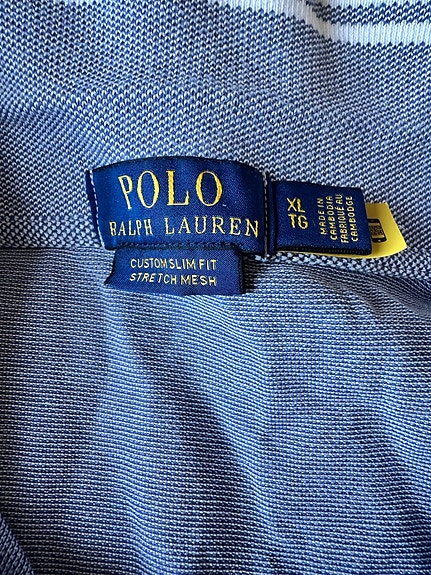 POLO
RALPH LAUREN
CUSTOM SLIM FIT
STRETCH MESH
XL
TG
MADE IN
CAMBODIA
FABRIQUÉ AU
CAMBODGE